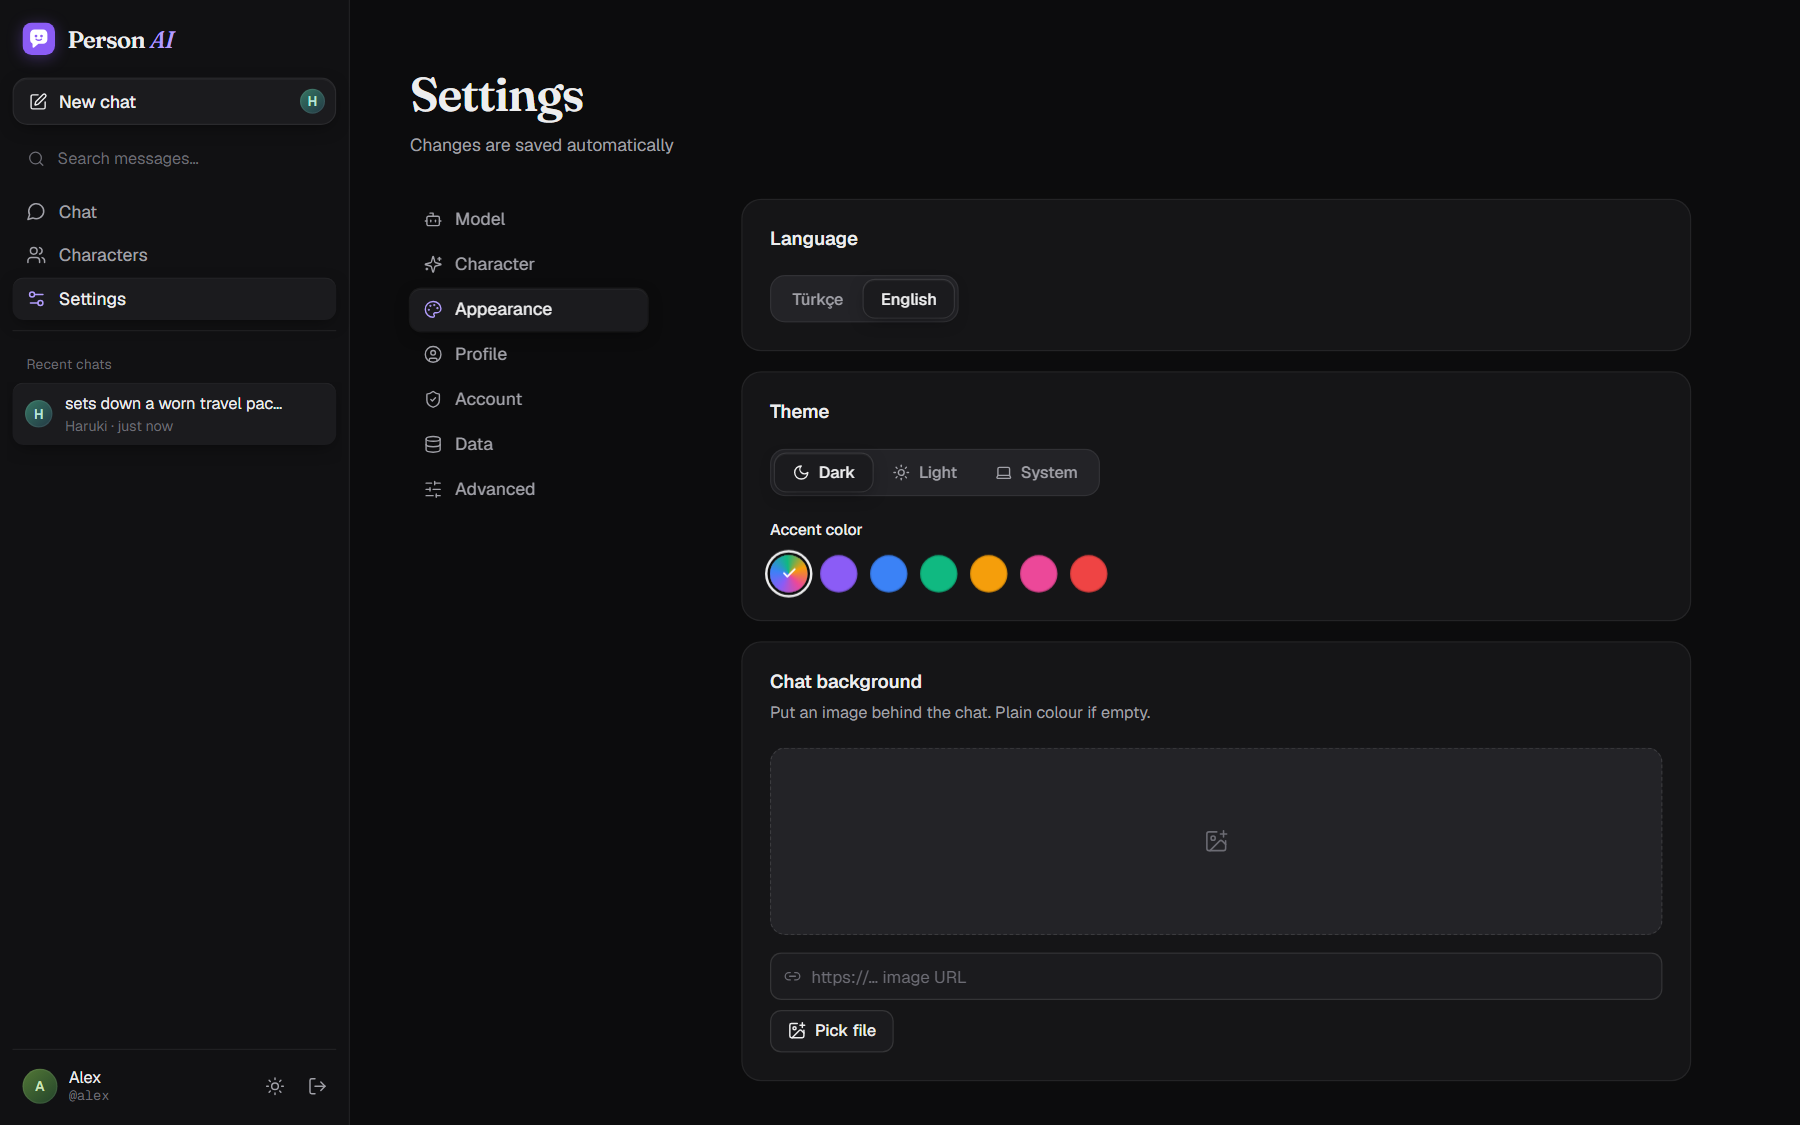 Person AI
New chat
H
Search messages...
Chat
Characters
Settings
Recent chats
H
sets down a worn travel pac...
Haruki · just now
A
Alex
@alex
Settings
Changes are saved automatically
Model
Character
Appearance
Profile
Account
Data
Advanced
Language
Türkçe
English
Theme
Dark
Light
System
Accent color
Chat background
Put an image behind the chat. Plain colour if empty.
https://... image URL
Pick file